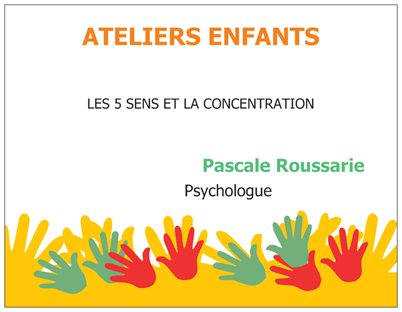 ATELIERS ENFANTS
LES 5 SENS ET LA CONCENTRATION
Pascale Roussarie
Psychologue